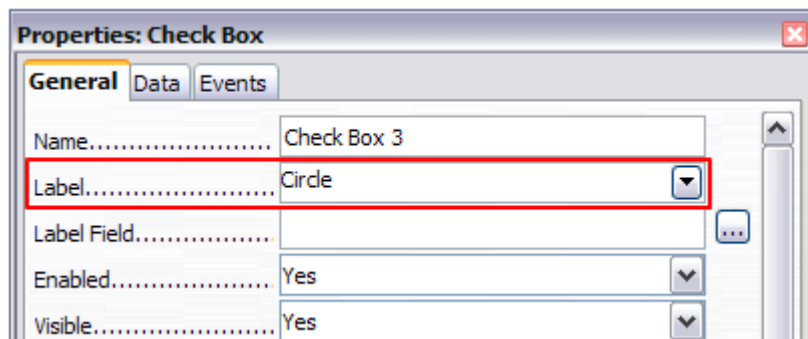 Properties: Check Box
General Data Events
Name....................... Check Box 3
Label........................ Circle
Label Field.................
Enabled.................... Yes
Visible....................... Yes
...